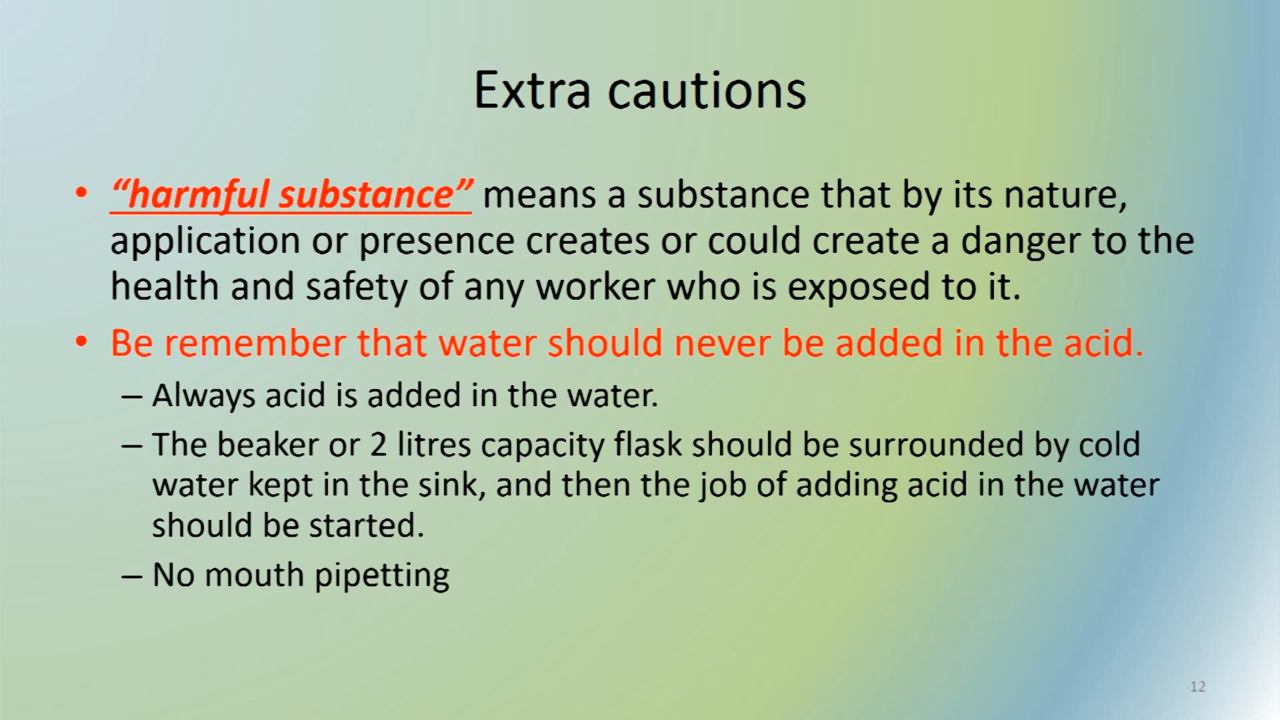 Extra cautions
• “harmful substance” means a substance that by its nature,
application or presence creates or could create a danger to the
health and safety of any worker who is exposed to it.
• Be remember that water should never be added in the acid.
– Always acid is added in the water.
– The beaker or 2 litres capacity flask should be surrounded by cold
water kept in the sink, and then the job of adding acid in the water
should be started.
– No mouth pipetting
12